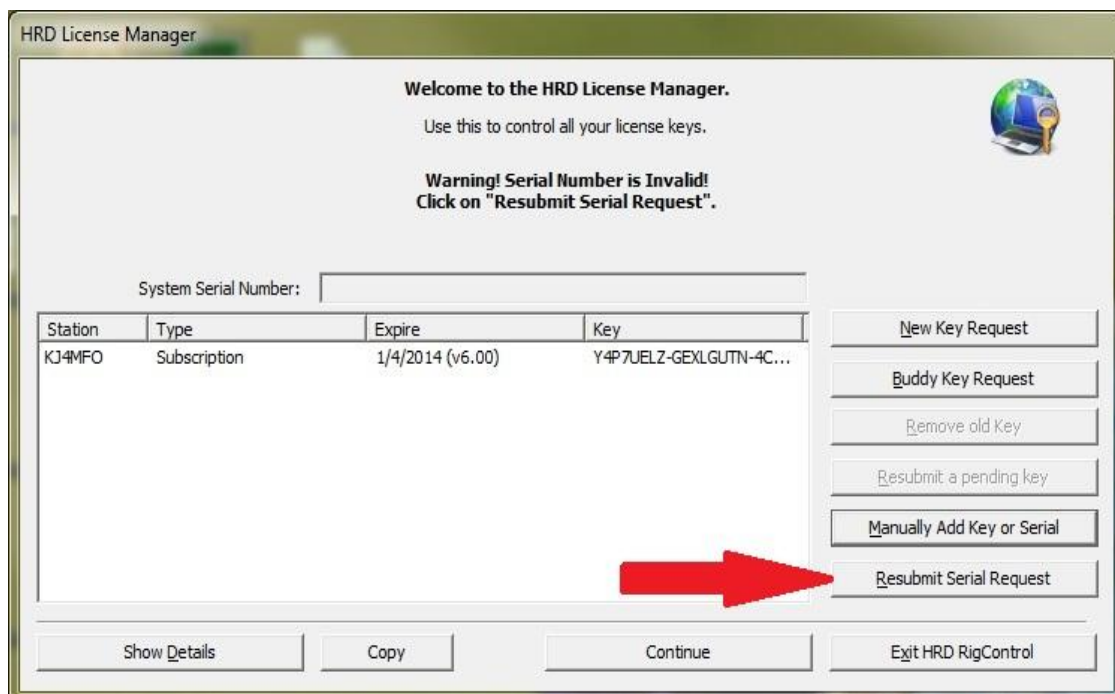 HRD License Manager
Welcome to the HRD License Manager.
Use this to control all your license keys.
Warning! Serial Number is Invalid!
Click on "Resubmit Serial Request".
System Serial Number:
Station Type Expire Key
KJ4MFO Subscription 1/4/2014 (v6.00) Y4P7UELZ-GEXLGUTN-4C...
New Key Request
Buddy Key Request
Remove old Key
Resubmit a pending key
Manually Add Key or Serial
Resubmit Serial Request
Show Details Copy Continue Exit HRD RigControl